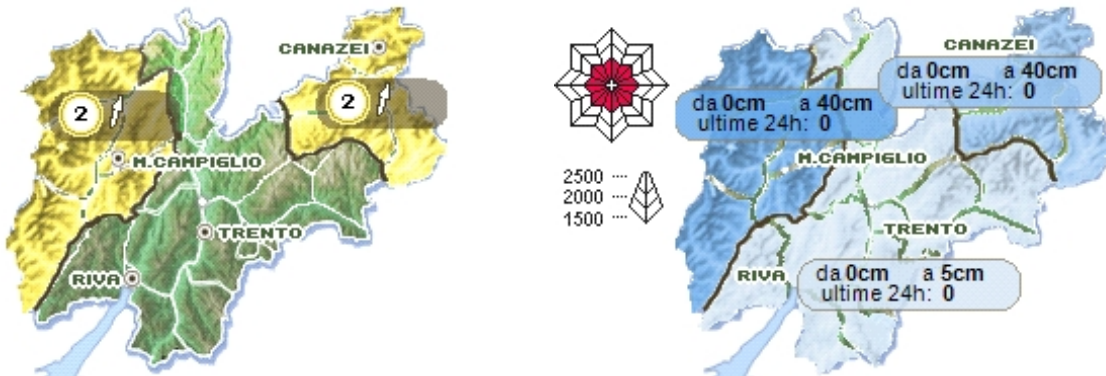 CANAZEI
2
2
M.CAMPIGLIO
TRENTO
RIVA
2500
2000
1500
CANAZEI
da 0cm a 40cm
ultime 24h: 0
da 0cm a 40cm
ultime 24h: 0
M.CAMPIGLIO
TRENTO
RIVA
da 0cm a 5cm
ultime 24h: 0